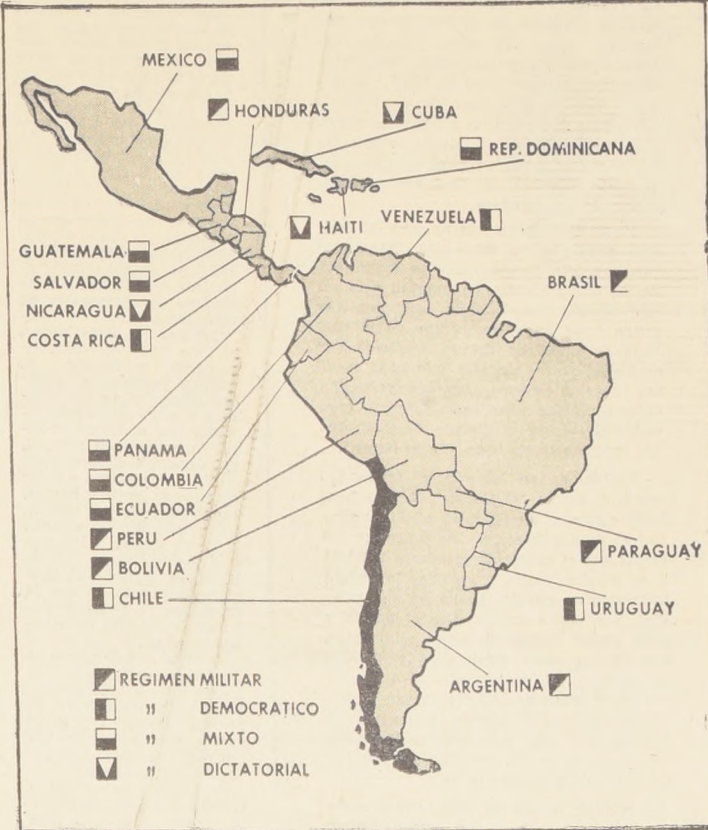 MEXICO
HONDURAS
CUBA
REP. DOMINICANA
HAITI
VENEZUELA
GUATEMALA
SALVADOR
NICARAGUA
COSTA RICA
BRASIL
PANAMA
COLOMBIA
ECUADOR
PERU
BOLIVIA
CHILE
PARAGUAY
URUGUAY
ARGENTINA
REGIMEN MILITAR
" DEMOCRATICO
" MIXTO
" DICTATORIAL